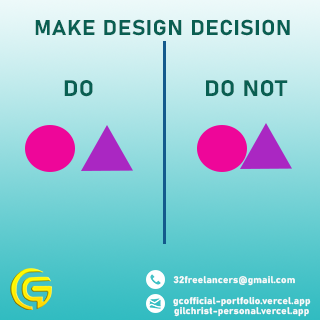 MAKE DESIGN DECISION
DO
DO NOT
32freelancers@gmail.com
gcofficial-portfolio.vercel.app
gilchrist-personal.vercel.app